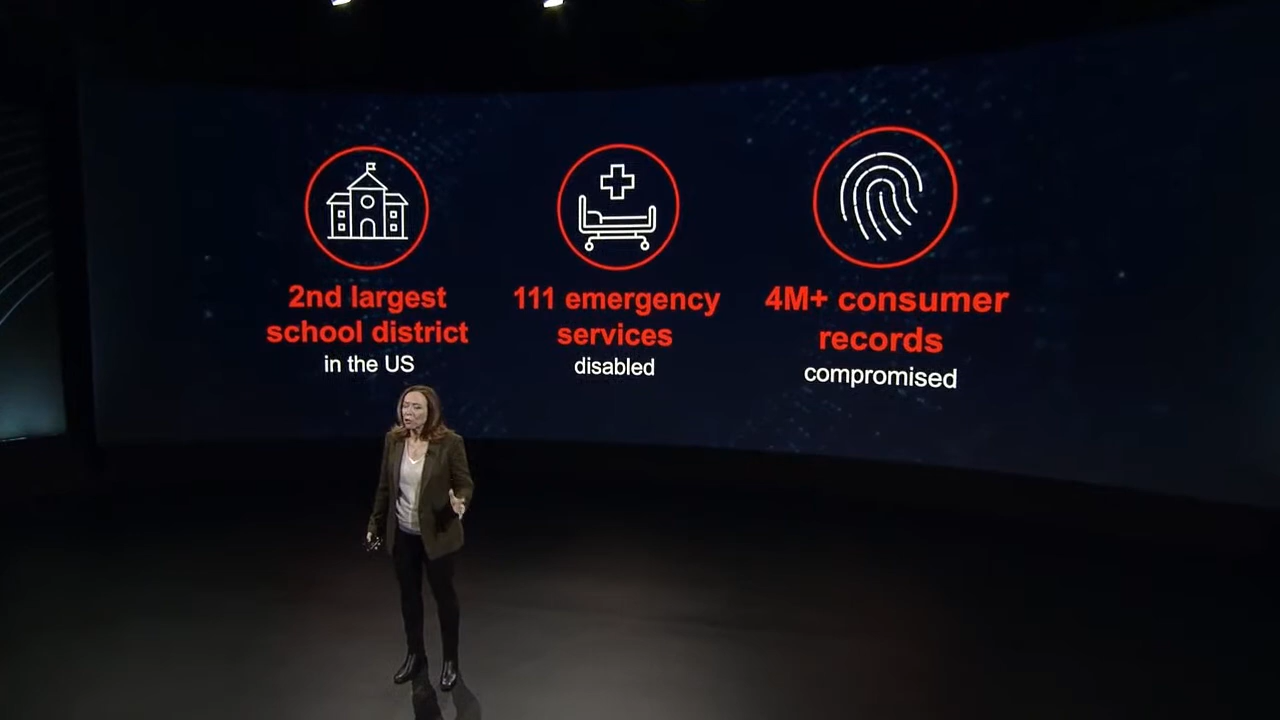 2nd largest
school district
in the US
111 emergency
services
disabled
4M+ consumer
records
compromised